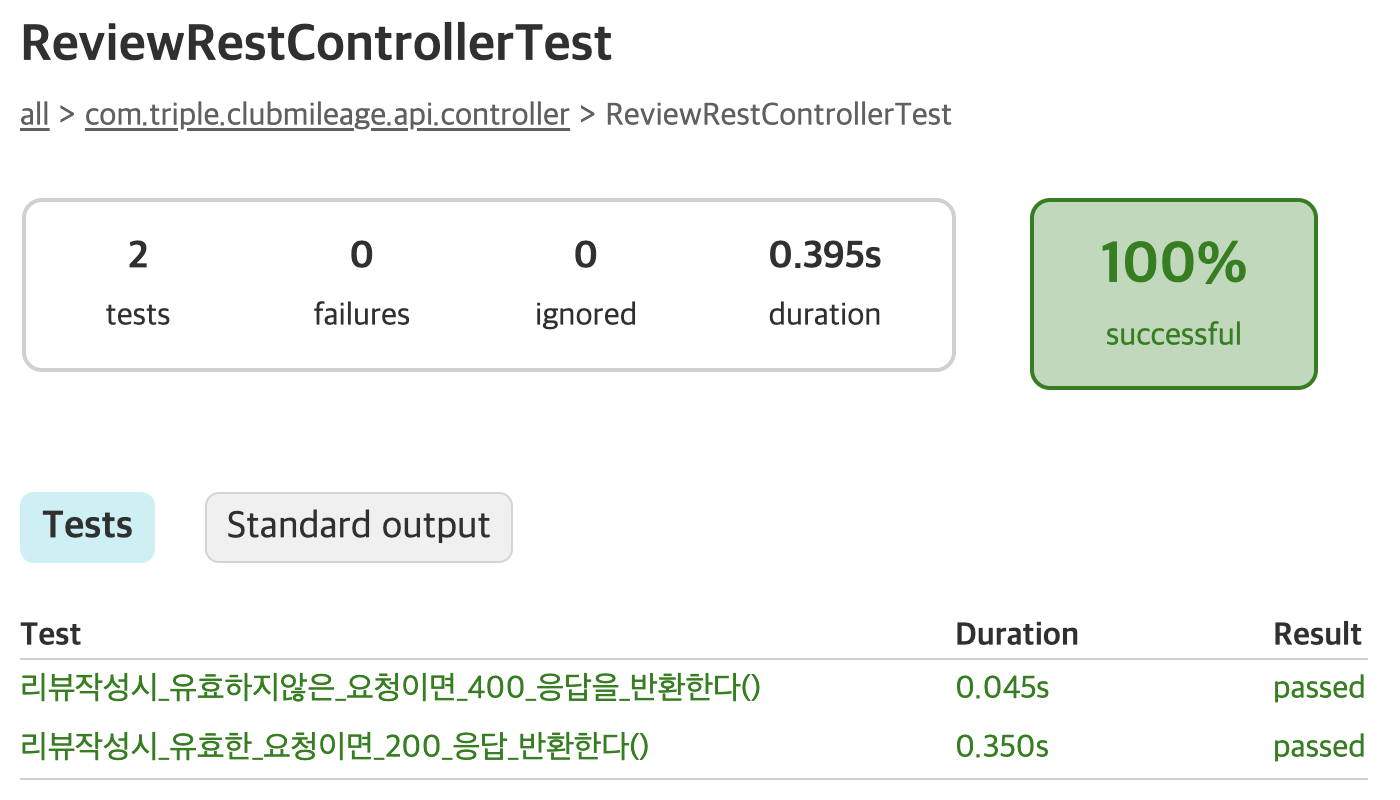 ReviewRestControllerTest
all > com.triple.clubmileage.api.controller > ReviewRestControllerTest
2 0 0 0.395s
tests failures ignored duration
100%
successful
Tests Standard output
Test Duration Result
리뷰작성시_유효하지않은_요청이면_400_응답을_반환한다() 0.045s passed
리뷰작성시_유효한_요청이면_200_응답_반환한다() 0.350s passed